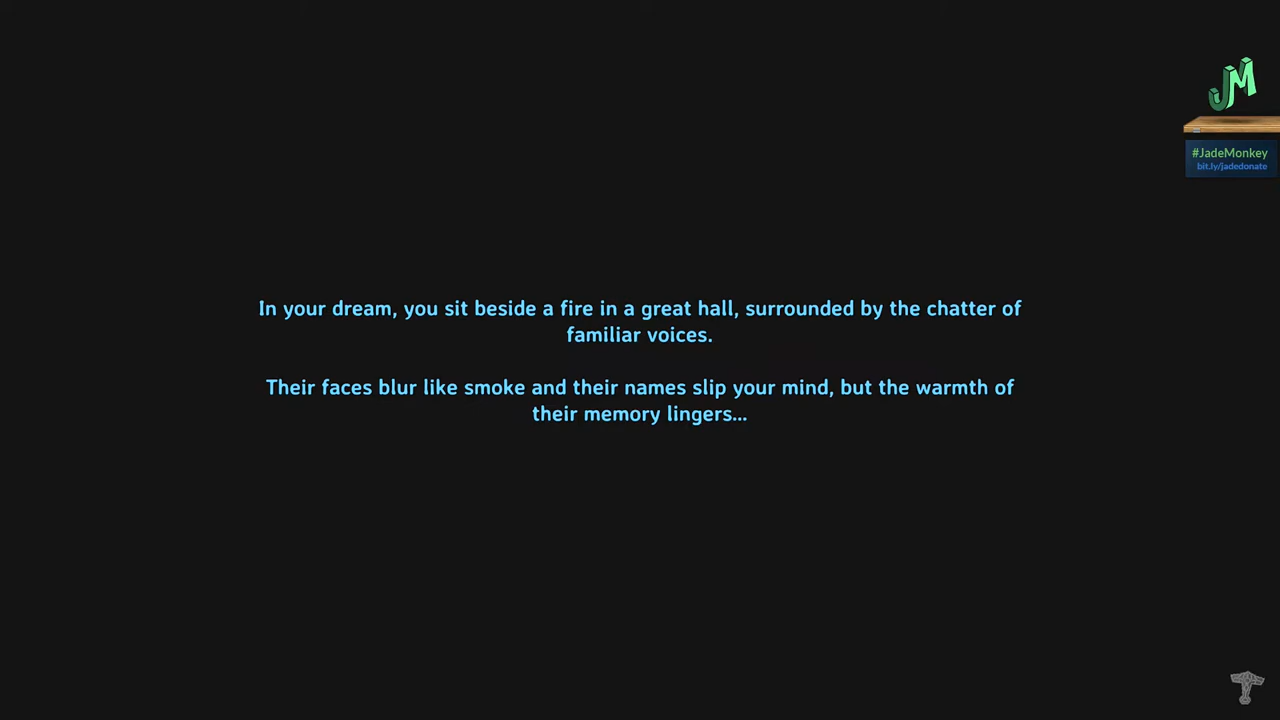 JM
#JadeMonkey
bit.ly/jadedonate
In your dream, you sit beside a fire in a great hall, surrounded by the chatter of
familiar voices.
Their faces blur like smoke and their names slip your mind, but the warmth of
their memory lingers...